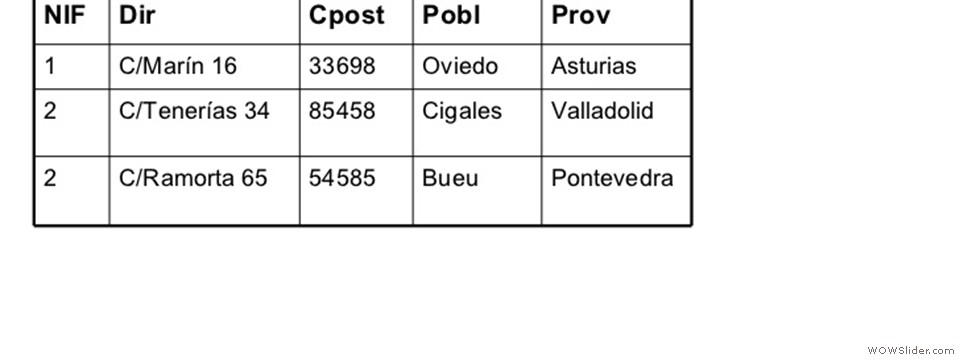 NIF Dir Cpost Pobl Prov
1 C/Marín 16 33698 Oviedo Asturias
2 C/Tenerías 34 85458 Cigales Valladolid
2 C/Ramorta 65 54585 Bueu Pontevedra
WOWSlider.com